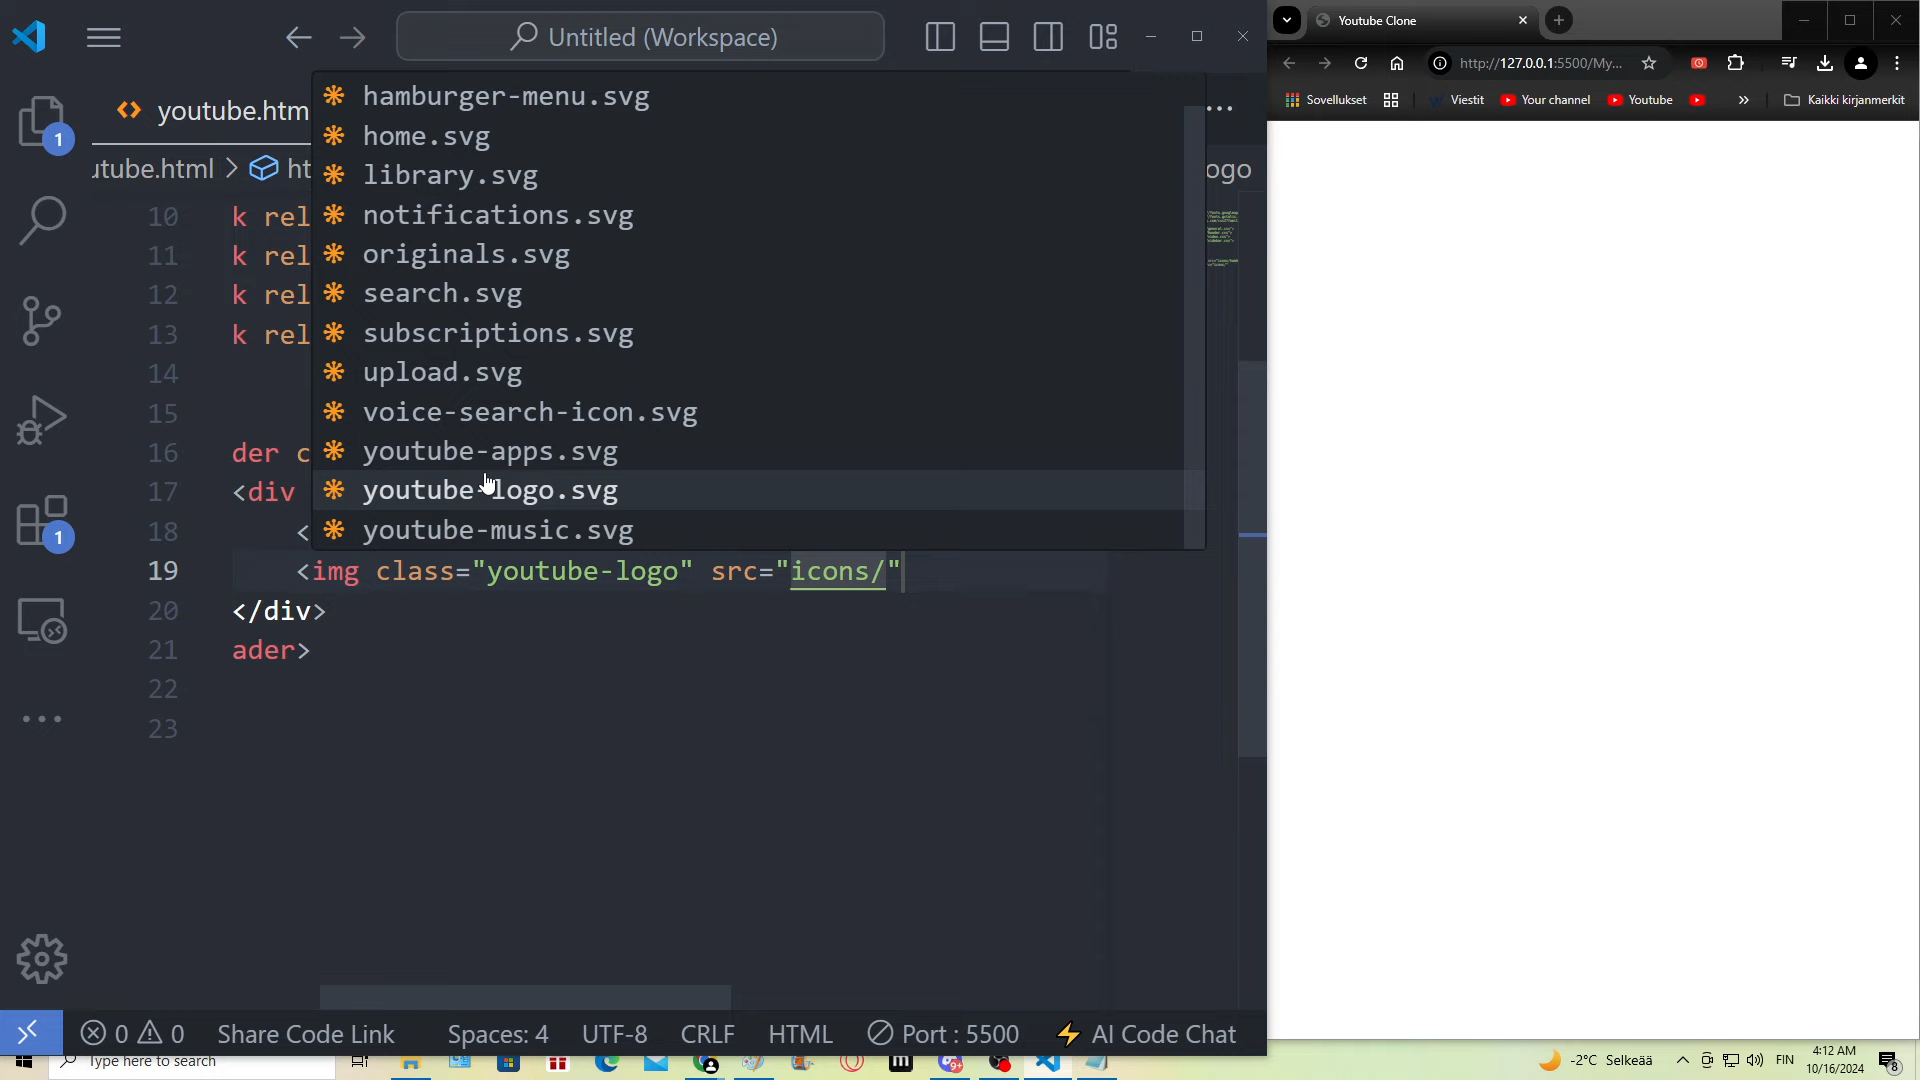 Untitled (Workspace)
youtube.htm
utube.html
ht
ogo
hamburger-menu.svg
home.svg
library.svg
notifications.svg
originals.svg
search.svg
subscriptions.svg
upload.svg
voice-search-icon.svg
youtube-apps.svg
youtube-logo.svg
youtube-music.svg
10 k rel
11 k rel
12 k rel
13 k rel
14
15
16 der c
17 <div
18 <
19 <img class="youtube-logo" src="icons/"
20 </div>
21 ader>
22
23
1
1
0 0 Share Code Link Spaces: 4 UTF-8 CRLF HTML Port : 5500 AI Code Chat
Youtube Clone
http://127.0.0.1:5500/My...
Sovellukset Viestit Your channel Youtube » Kaikki kirjanmerkit
Type here to search
9+
-2°C Selkeää FIN 4:12 AM
10/16/2024
8